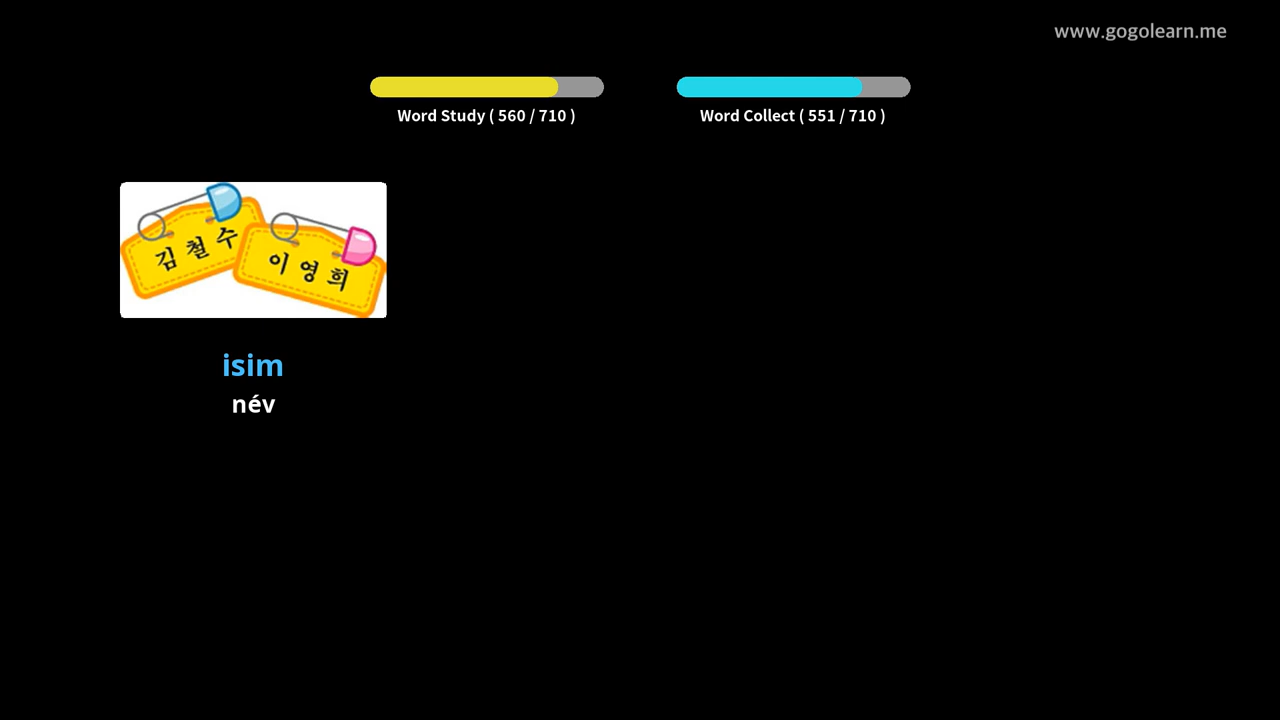 www.gogolearn.me
Word Study ( 560 / 710 )
Word Collect ( 551 / 710 )
김철수
이영희
isim
név